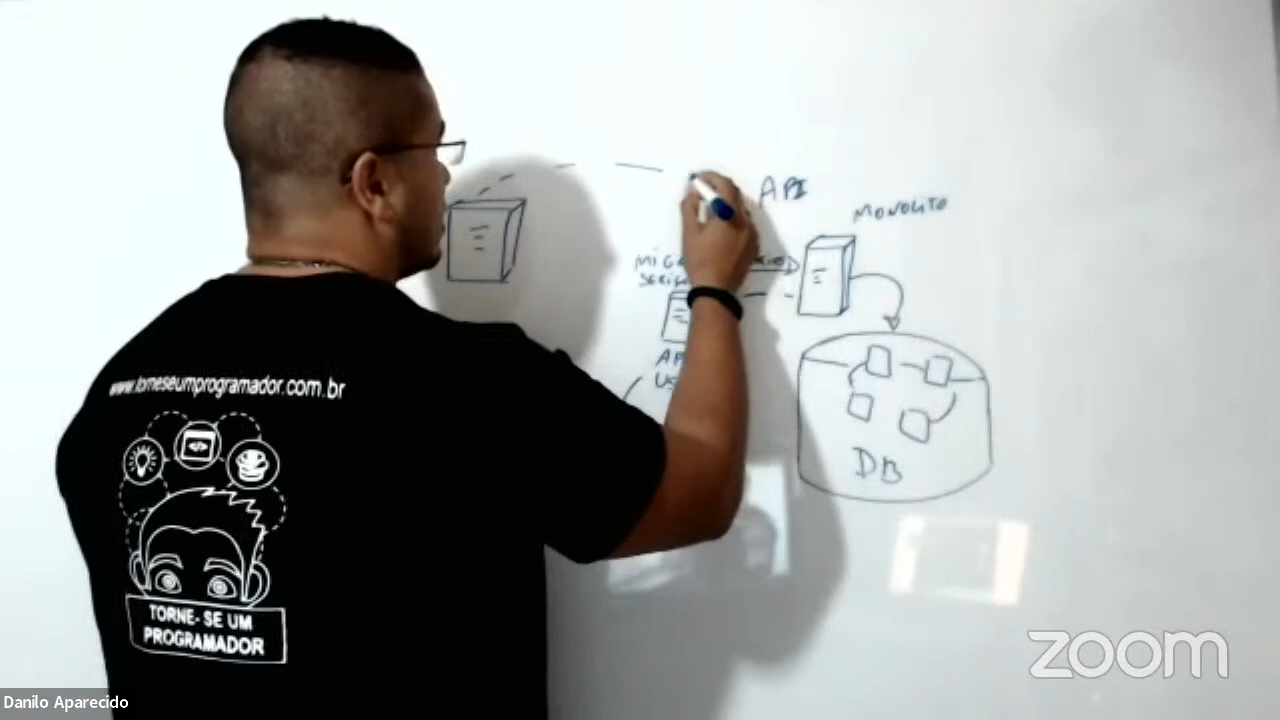 API
MONOLITO
DB
www.torneseumprogramador.com.br
</>
TORNE-SE UM
PROGRAMADOR
zoom
Danilo Aparecido